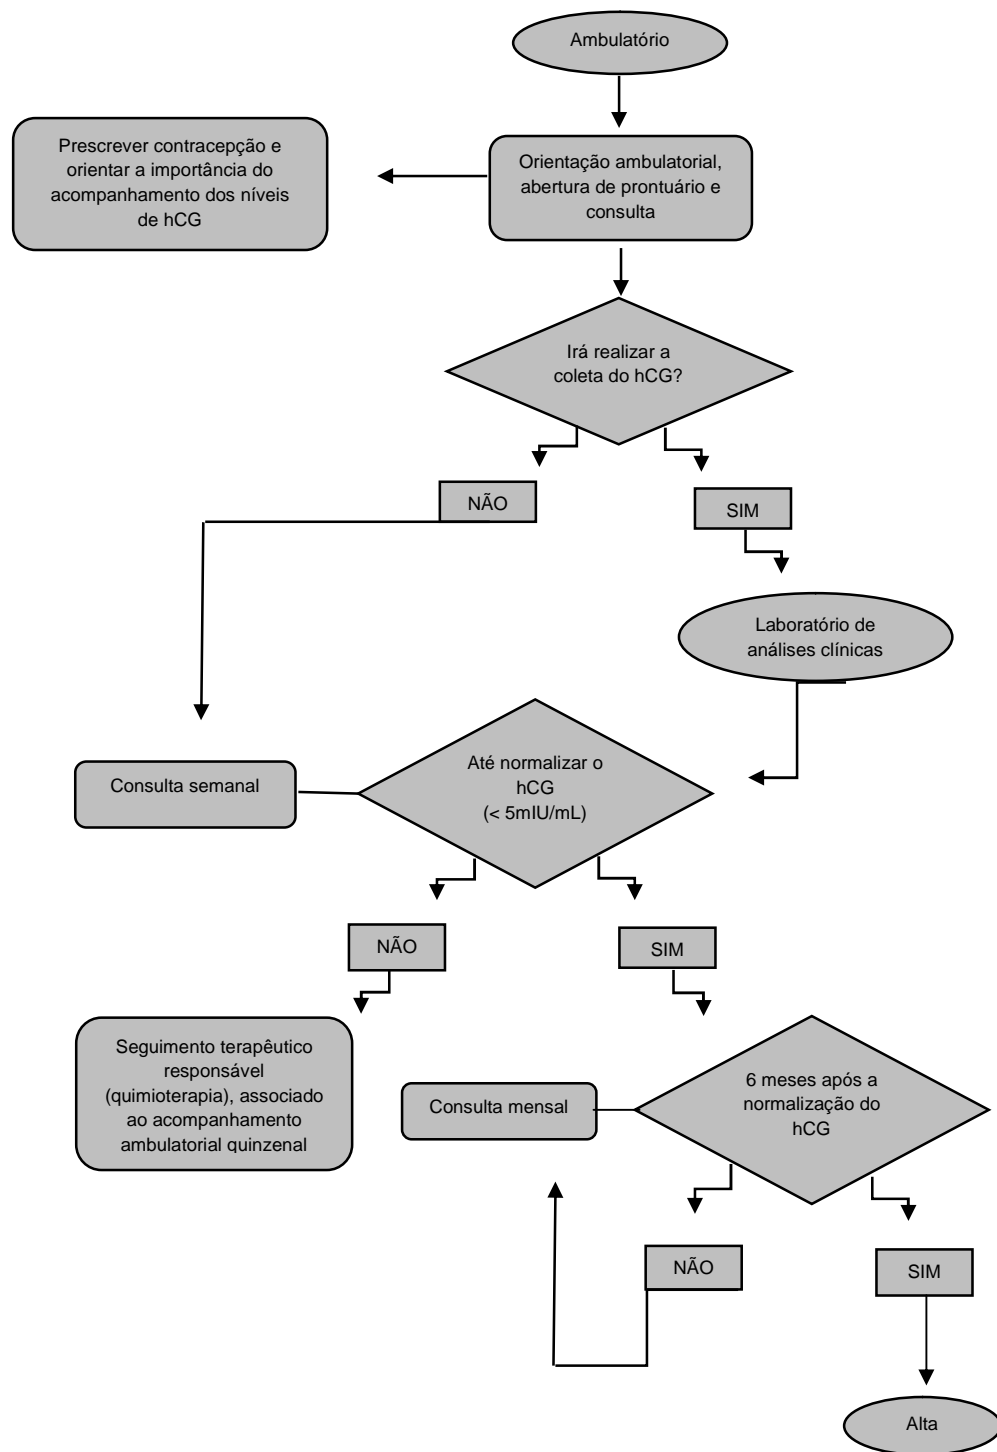 Ambulatório
Prescrever contracepção e
orientar a importância do
acompanhamento dos níveis
de hCG
Orientação ambulatorial,
abertura de prontuário e
consulta
Irá realizar a
coleta do hCG?
NÃO
SIM
Laboratório de
análises clínicas
Consulta semanal
Até normalizar o
hCG
(< 5mIU/mL)
NÃO
SIM
Seguimento terapêutico
responsável
(quimioterapia), associado
ao acompanhamento
ambulatorial quinzenal
Consulta mensal
6 meses após a
normalização do
hCG
NÃO
SIM
Alta